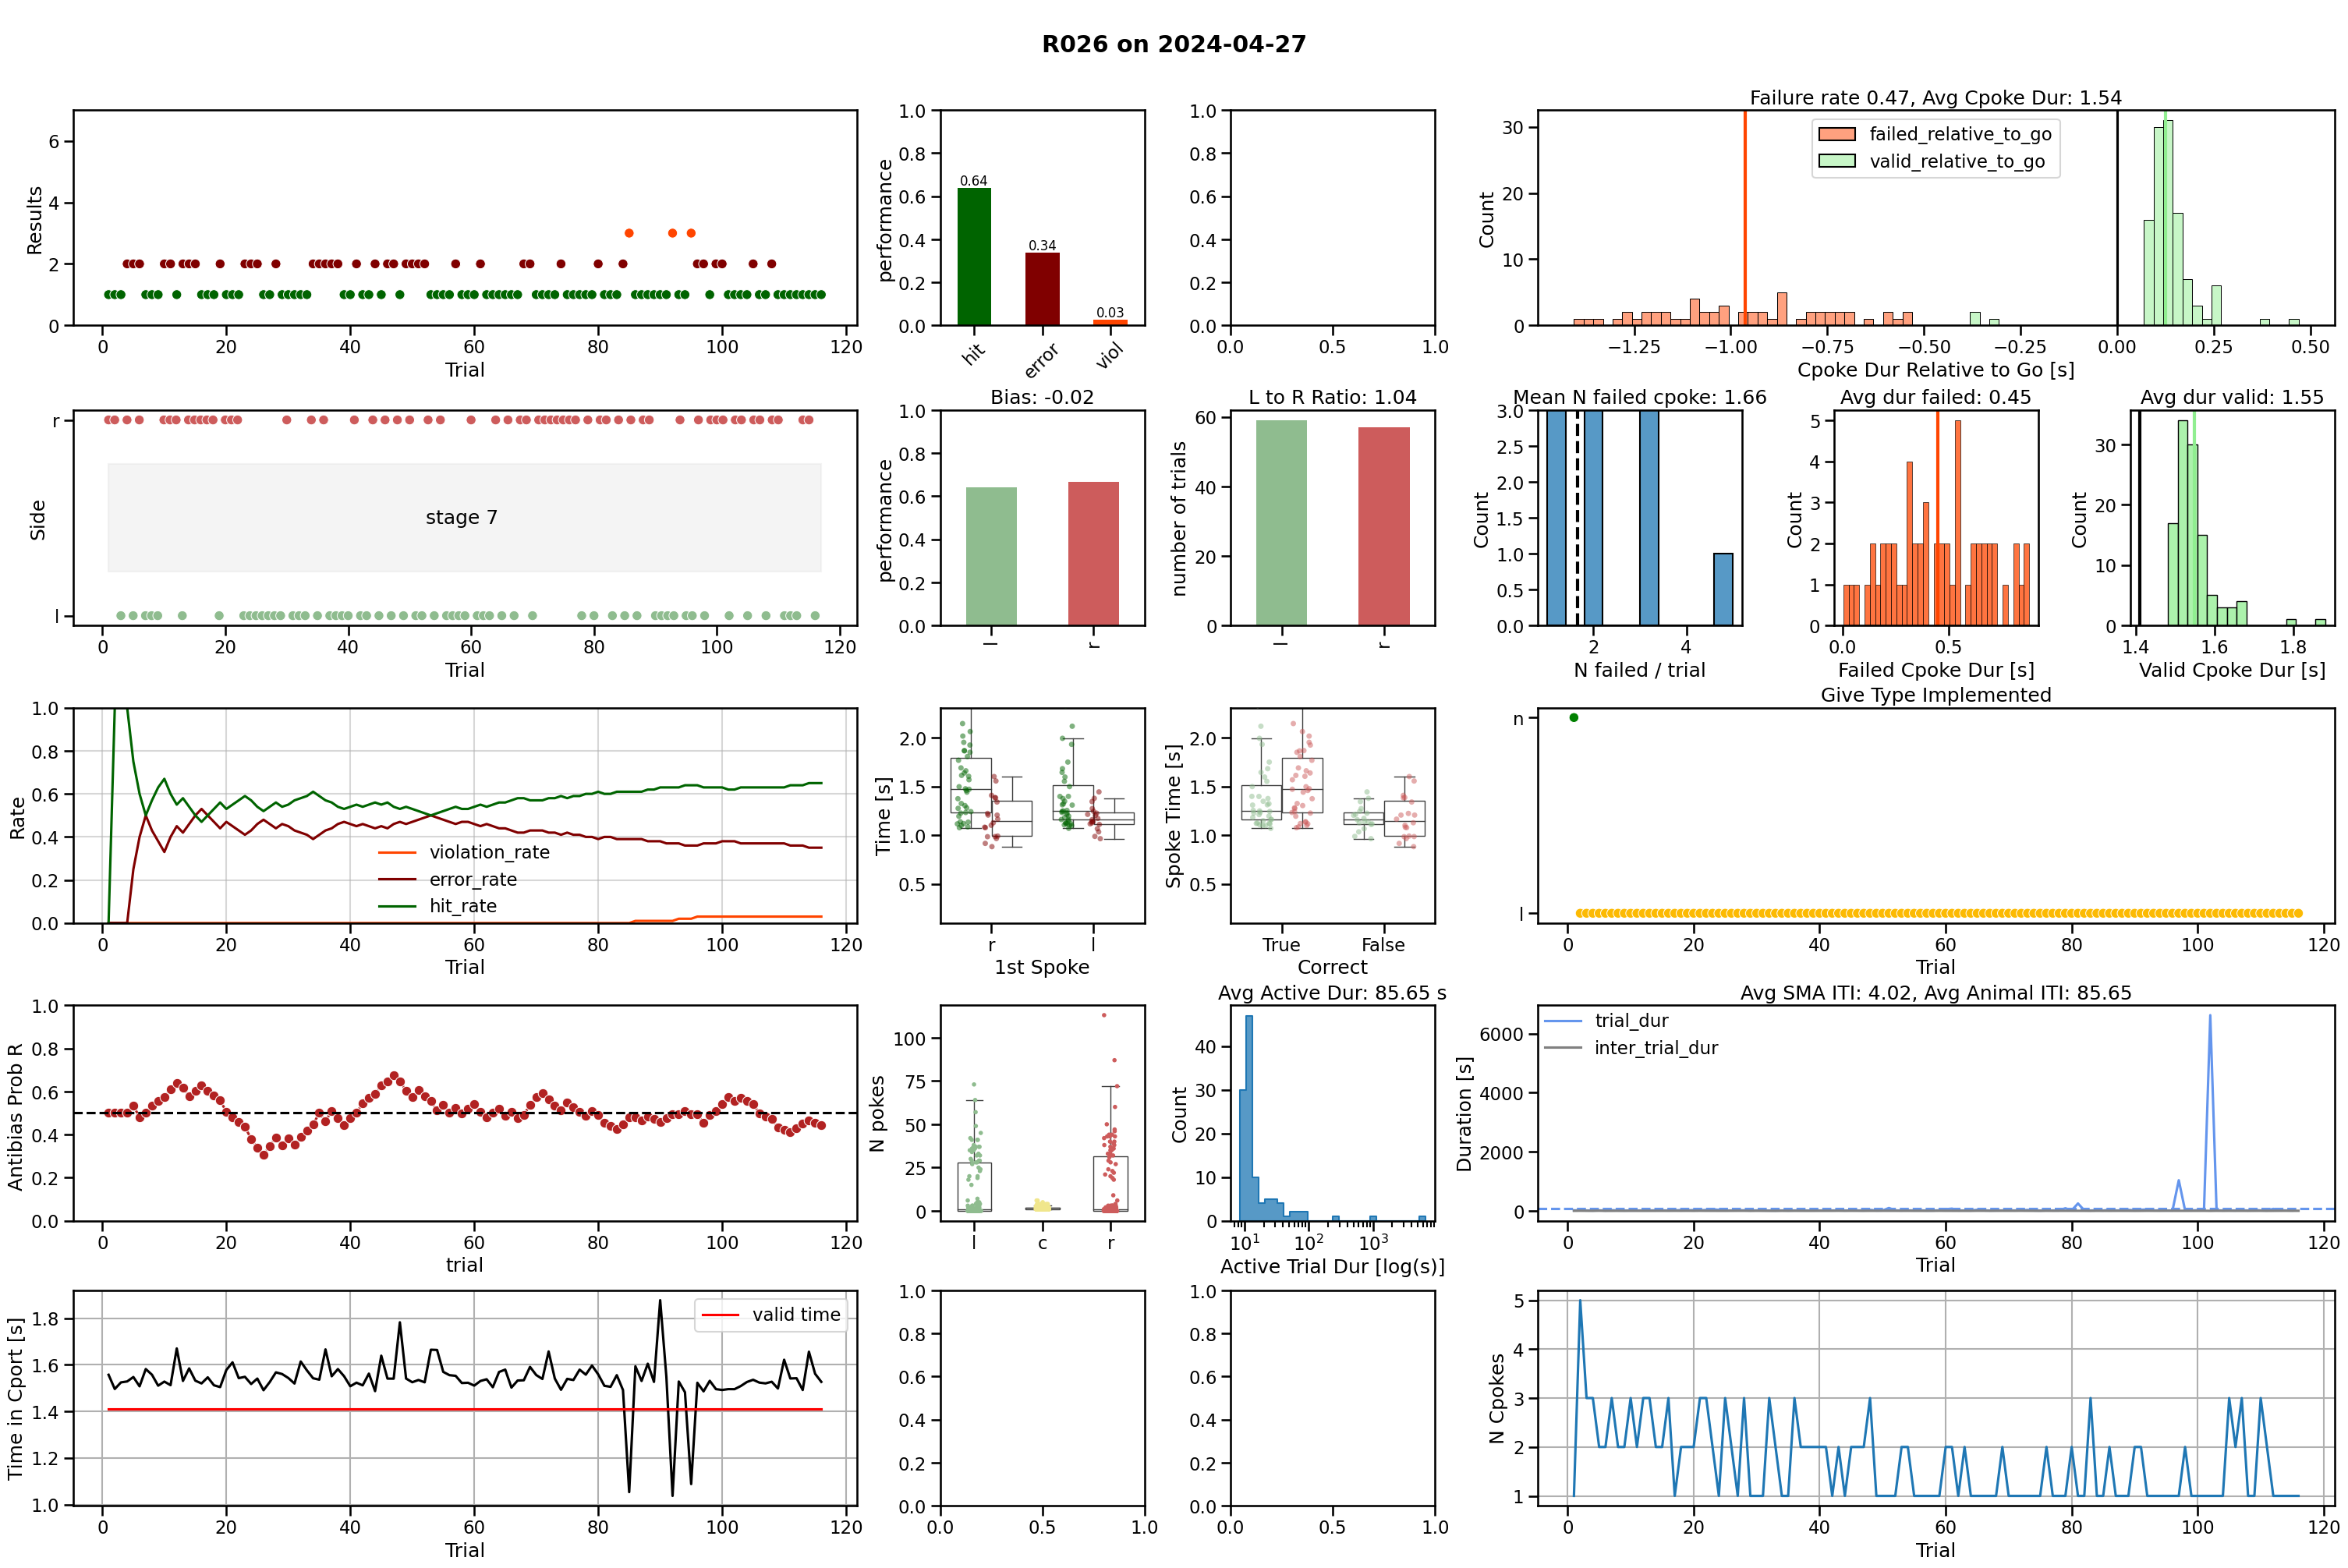 R026 on 2024-04-27
6
4
2
0
Results
0 20 40 60 80 100 120
Trial
1.0
0.8
0.6
0.4
0.2
0.0
performance
0.64
0.34
0.03
hit error viol
1.0
0.8
0.6
0.4
0.2
0.0
0.0 0.5 1.0
Failure rate 0.47, Avg Cpoke Dur: 1.54
failed_relative_to_go
valid_relative_to_go
30
20
10
0
Count
−1.25 −1.00 −0.75 −0.50 −0.25 0.00 0.25 0.50
Cpoke Dur Relative to Go [s]
r
l
Side
stage 7
0 20 40 60 80 100 120
Trial
Bias: -0.02
1.0
0.8
0.6
0.4
0.2
0.0
performance
l r
L to R Ratio: 1.04
60
40
20
0
number of trials
l r
Mean N failed cpoke: 1.66
3.0
2.5
2.0
1.5
1.0
0.5
0.0
Count
2 4
N failed / trial
Avg dur failed: 0.45
5
4
3
2
1
0
Count
0.0 0.5
Failed Cpoke Dur [s]
Avg dur valid: 1.55
30
20
10
0
Count
1.4 1.6 1.8
Valid Cpoke Dur [s]
1.0
0.8
0.6
0.4
0.2
0.0
Rate
violation_rate
error_rate
hit_rate
0 20 40 60 80 100 120
Trial
2.0
1.5
1.0
0.5
Time [s]
r l
1st Spoke
2.0
1.5
1.0
0.5
Spoke Time [s]
True False
Correct
Give Type Implemented
n
l
0 20 40 60 80 100 120
Trial
1.0
0.8
0.6
0.4
0.2
0.0
Antibias Prob R
0 20 40 60 80 100 120
trial
100
75
50
25
0
N pokes
l c r
Avg Active Dur: 85.65 s
40
30
20
10
0
Count
10¹ 10² 10³
Active Trial Dur [log(s)]
Avg SMA ITI: 4.02, Avg Animal ITI: 85.65
trial_dur
inter_trial_dur
6000
4000
2000
0
Duration [s]
0 20 40 60 80 100 120
Trial
1.8
1.6
1.4
1.2
1.0
Time in Cport [s]
valid time
0 20 40 60 80 100 120
Trial
1.0
0.8
0.6
0.4
0.2
0.0
0.0 0.5 1.0
1.0
0.8
0.6
0.4
0.2
0.0
0.0 0.5 1.0
5
4
3
2
1
N Cpokes
0 20 40 60 80 100 120
Trial